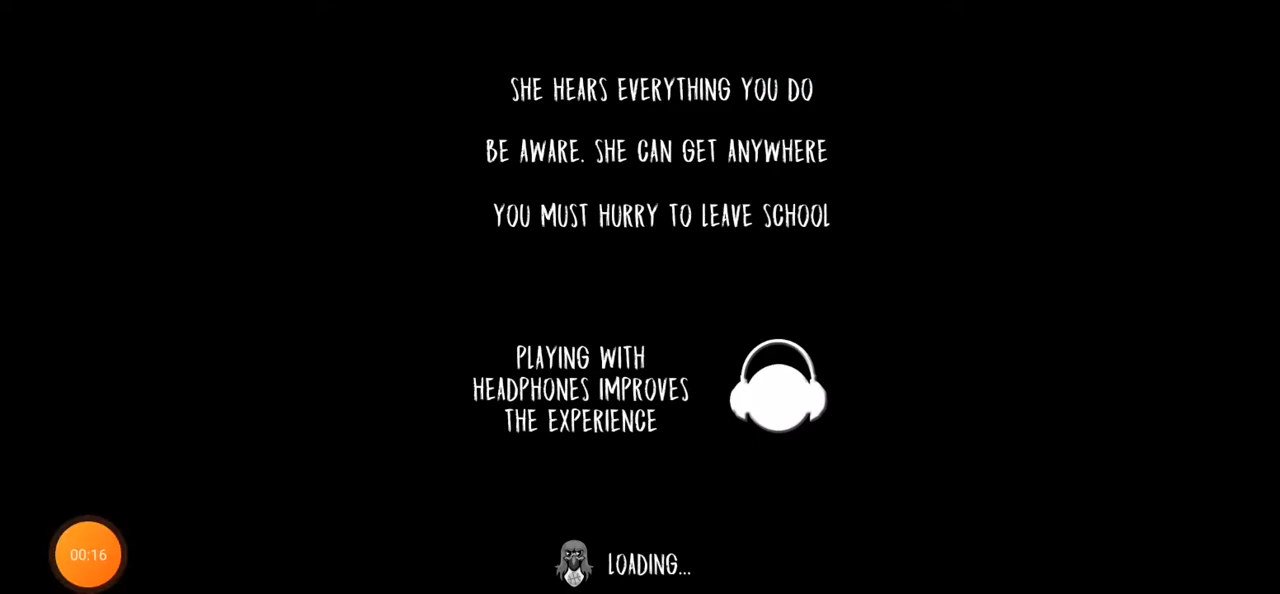 SHE HEARS EVERYTHING YOU DO
BE AWARE. SHE CAN GET ANYWHERE
YOU MUST HURRY TO LEAVE SCHOOL
PLAYING WITH
HEADPHONES IMPROVES
THE EXPERIENCE
LOADING...
00:16